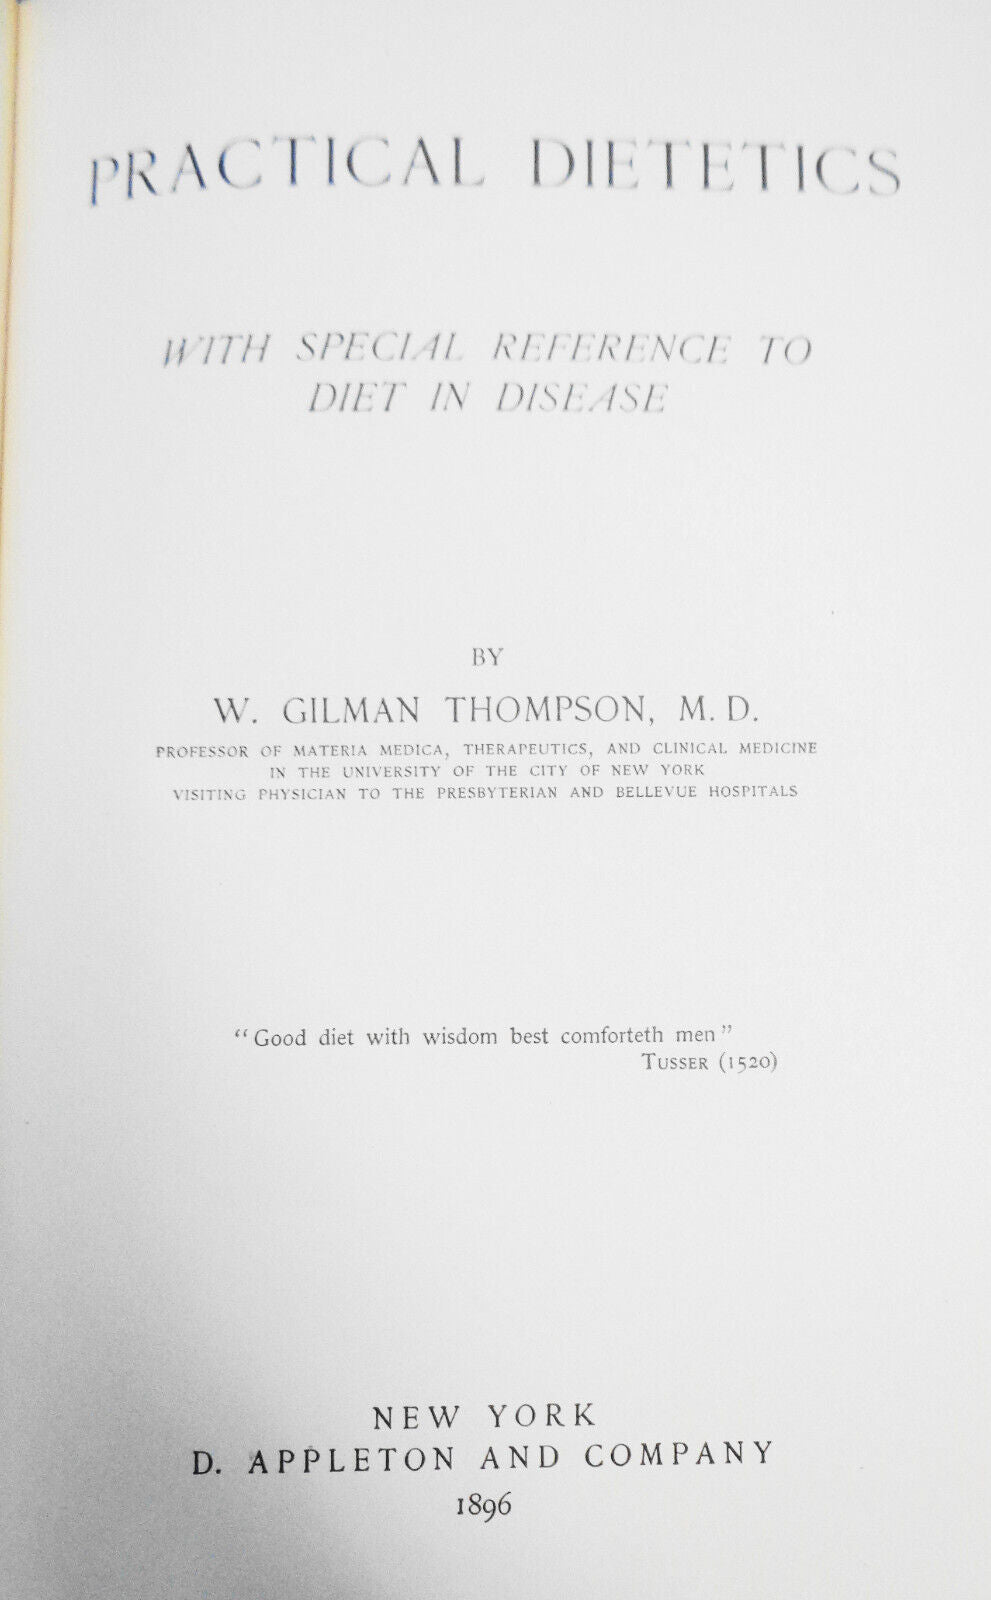 PRACTICAL DIETETICS
WITH SPECIAL REFERENCE TO
DIET IN DISEASE
BY
W. GILMAN THOMPSON, M. D.
PROFESSOR OF MATERIA MEDICA, THERAPEUTICS, AND CLINICAL MEDICINE
IN THE UNIVERSITY OF THE CITY OF NEW YORK
VISITING PHYSICIAN TO THE PRESBYTERIAN AND BELLEVUE HOSPITALS
“Good diet with wisdom best comforteth men”
TUSSER (1520)
NEW YORK
D. APPLETON AND COMPANY
1896